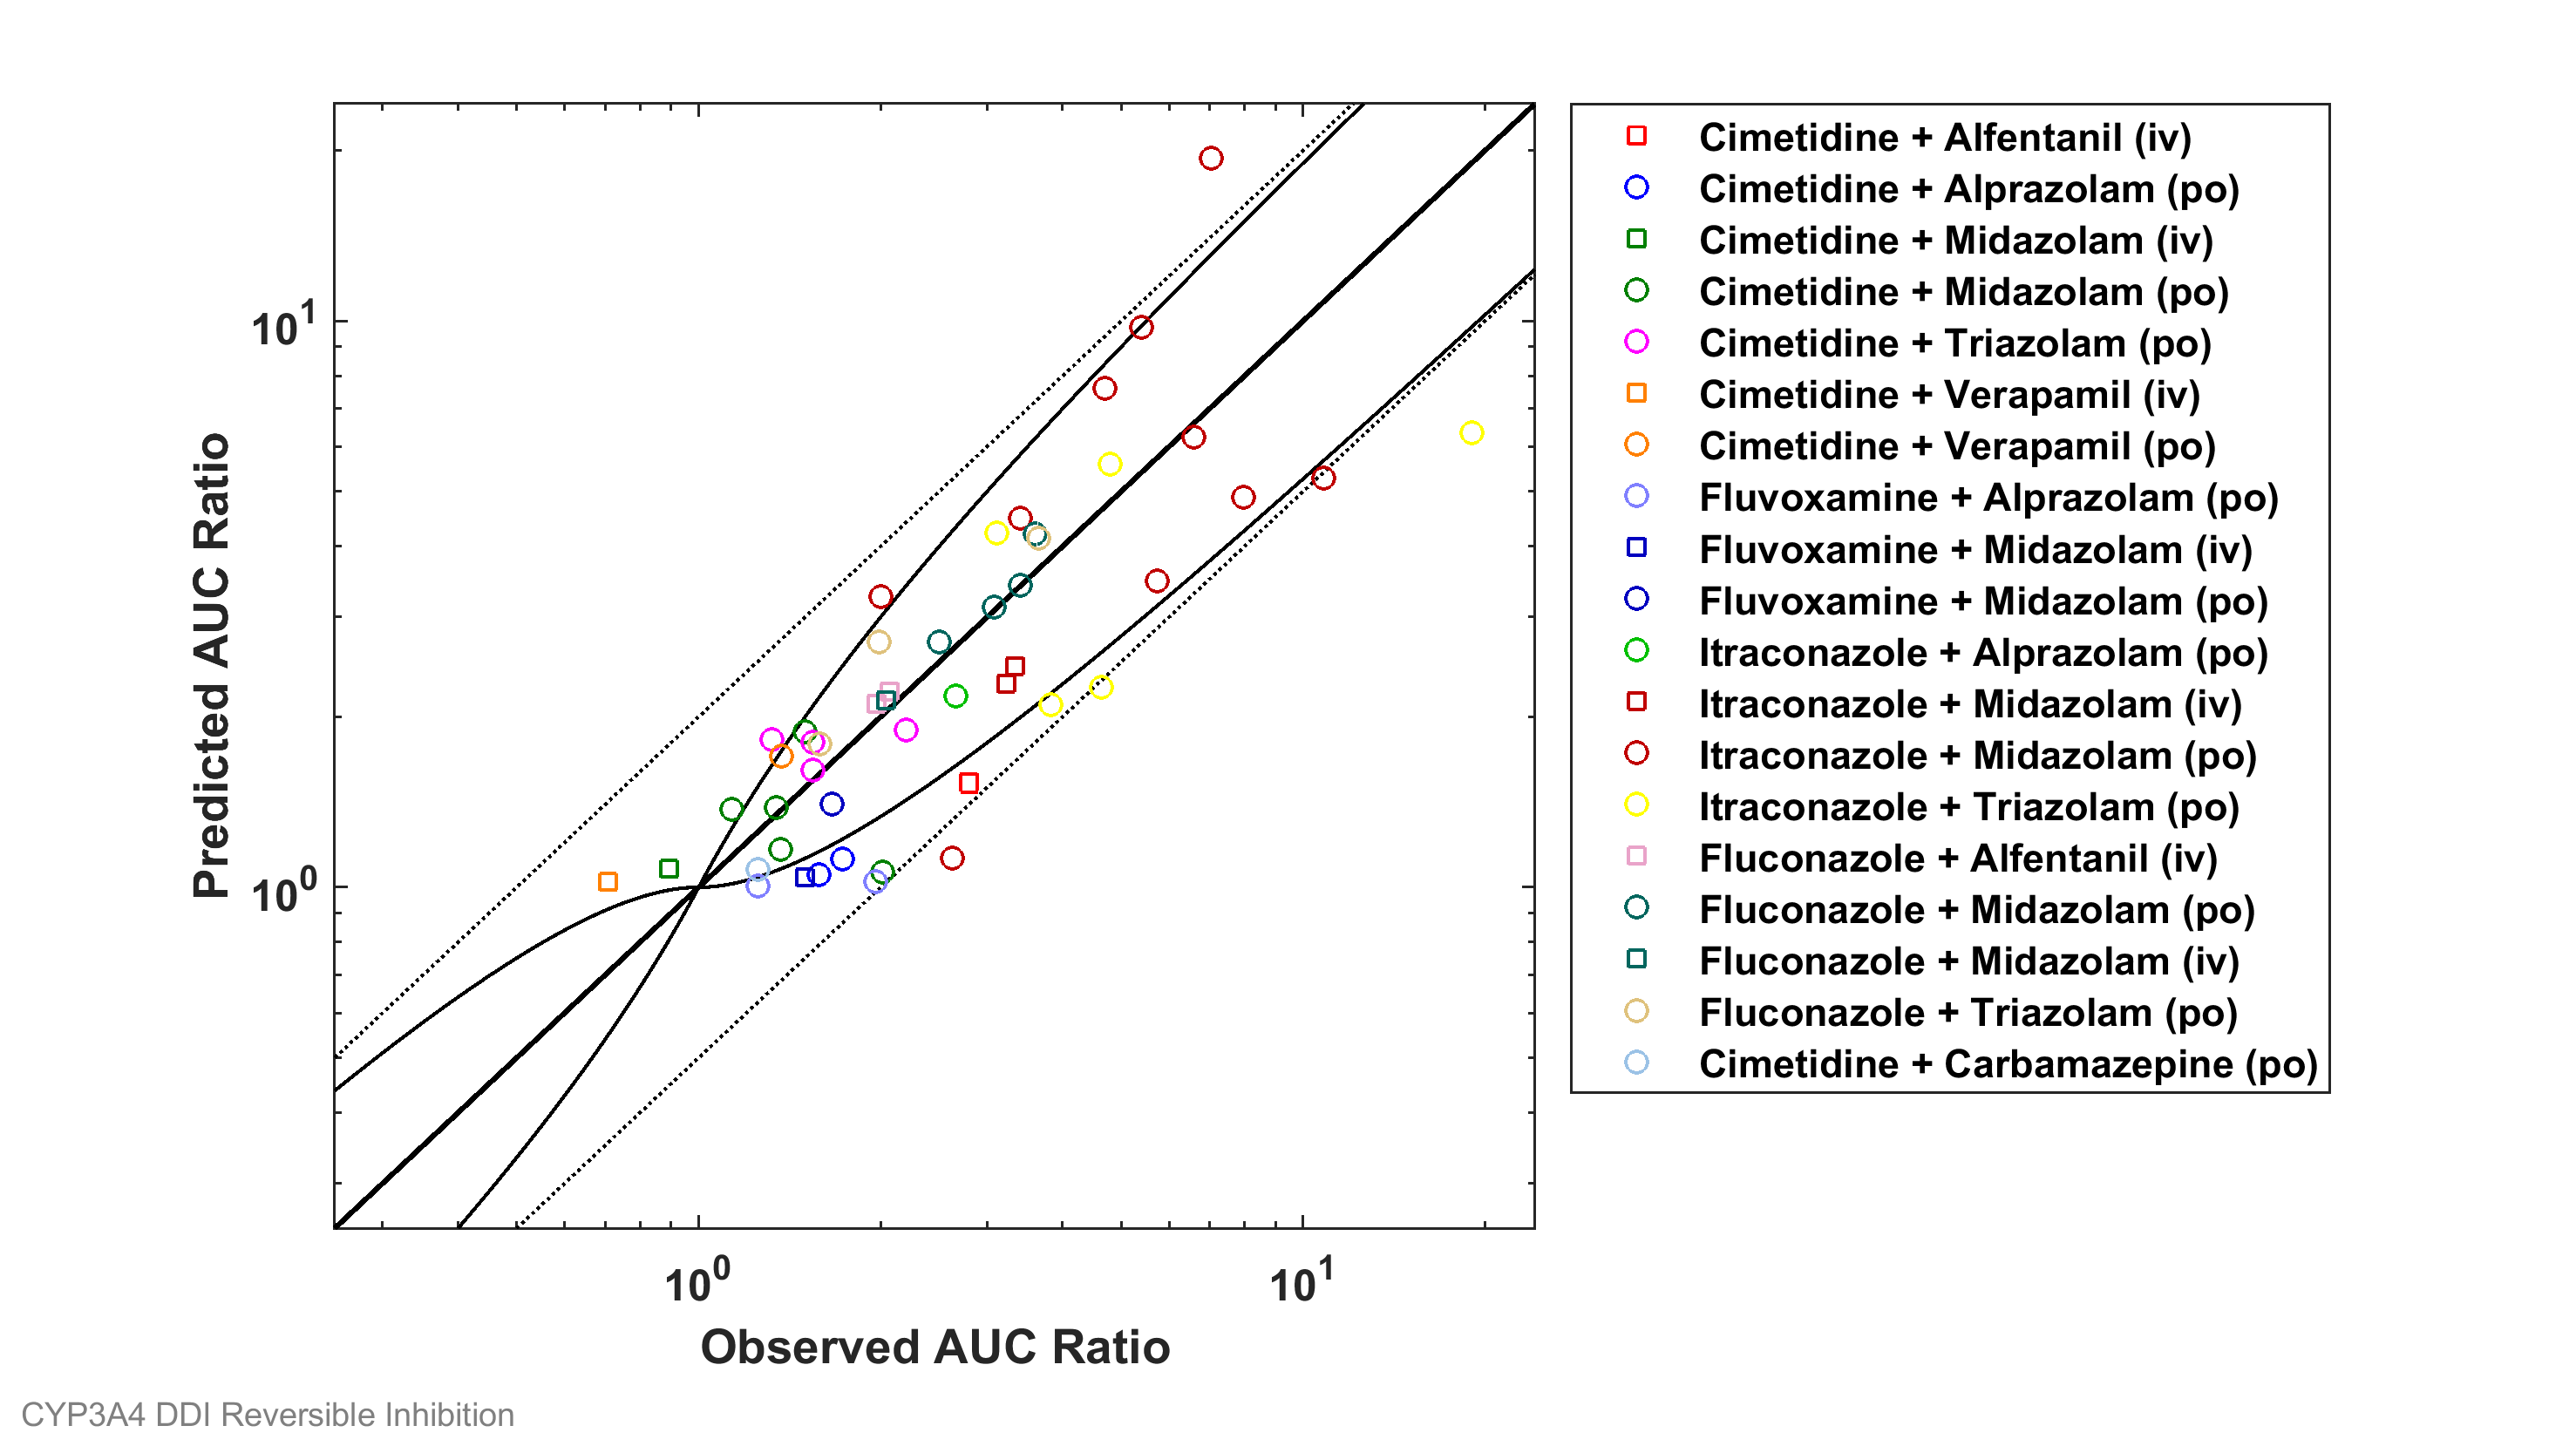 Predicted AUC Ratio
10^1
10^0
10^0
10^1
Observed AUC Ratio
Cimetidine + Alfentanil (iv)
Cimetidine + Alprazolam (po)
Cimetidine + Midazolam (iv)
Cimetidine + Midazolam (po)
Cimetidine + Triazolam (po)
Cimetidine + Verapamil (iv)
Cimetidine + Verapamil (po)
Fluvoxamine + Alprazolam (po)
Fluvoxamine + Midazolam (iv)
Fluvoxamine + Midazolam (po)
Itraconazole + Alprazolam (po)
Itraconazole + Midazolam (iv)
Itraconazole + Midazolam (po)
Itraconazole + Triazolam (po)
Fluconazole + Alfentanil (iv)
Fluconazole + Midazolam (po)
Fluconazole + Midazolam (iv)
Fluconazole + Triazolam (po)
Cimetidine + Carbamazepine (po)
CYP3A4 DDI Reversible Inhibition